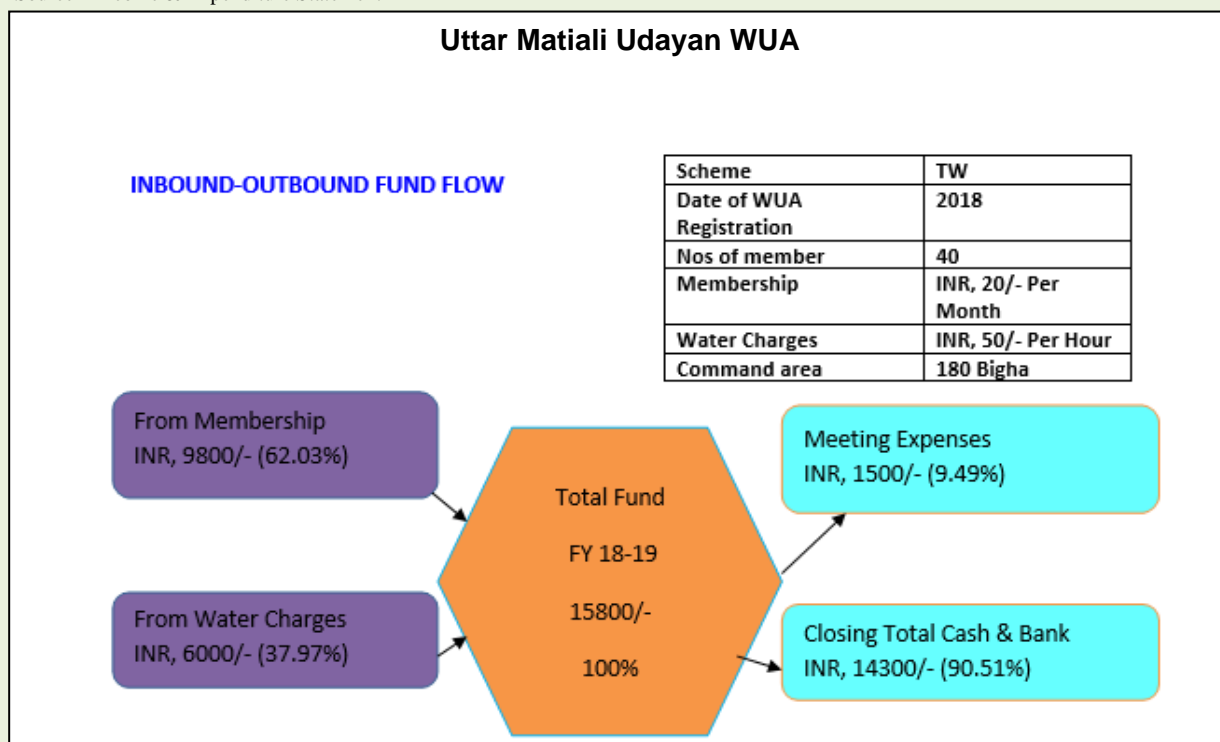 Uttar Matiali Udayan WUA
INBOUND-OUTBOUND FUND FLOW
Scheme TW
Date of WUA 2018
Registration
Nos of member 40
Membership INR, 20/- Per
Month
Water Charges INR, 50/- Per Hour
Command area 180 Bigha
From Membership
INR, 9800/- (62.03%)
From Water Charges
INR, 6000/- (37.97%)
Total Fund
FY 18-19
15800/-
100%
Meeting Expenses
INR, 1500/- (9.49%)
Closing Total Cash & Bank
INR, 14300/- (90.51%)